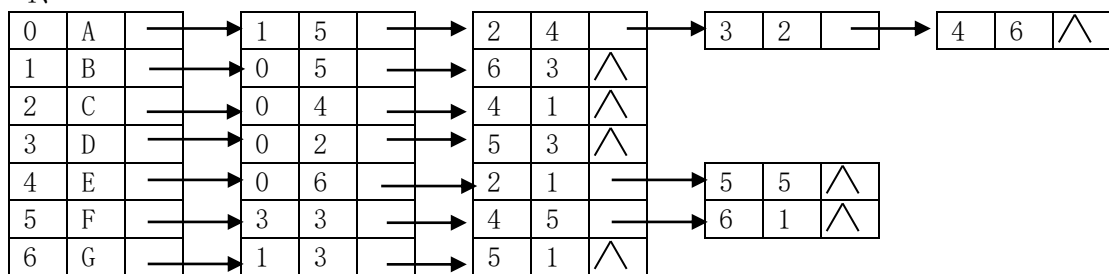 0 A 1 5 2 4 3 2 4 6 ∧
1 B 0 5 6 3 ∧
2 C 0 4 4 1 ∧
3 D 0 2 5 3 ∧
4 E 0 6 2 1 5 5 ∧
5 F 3 3 4 5 6 1 ∧
6 G 1 3 5 1 ∧